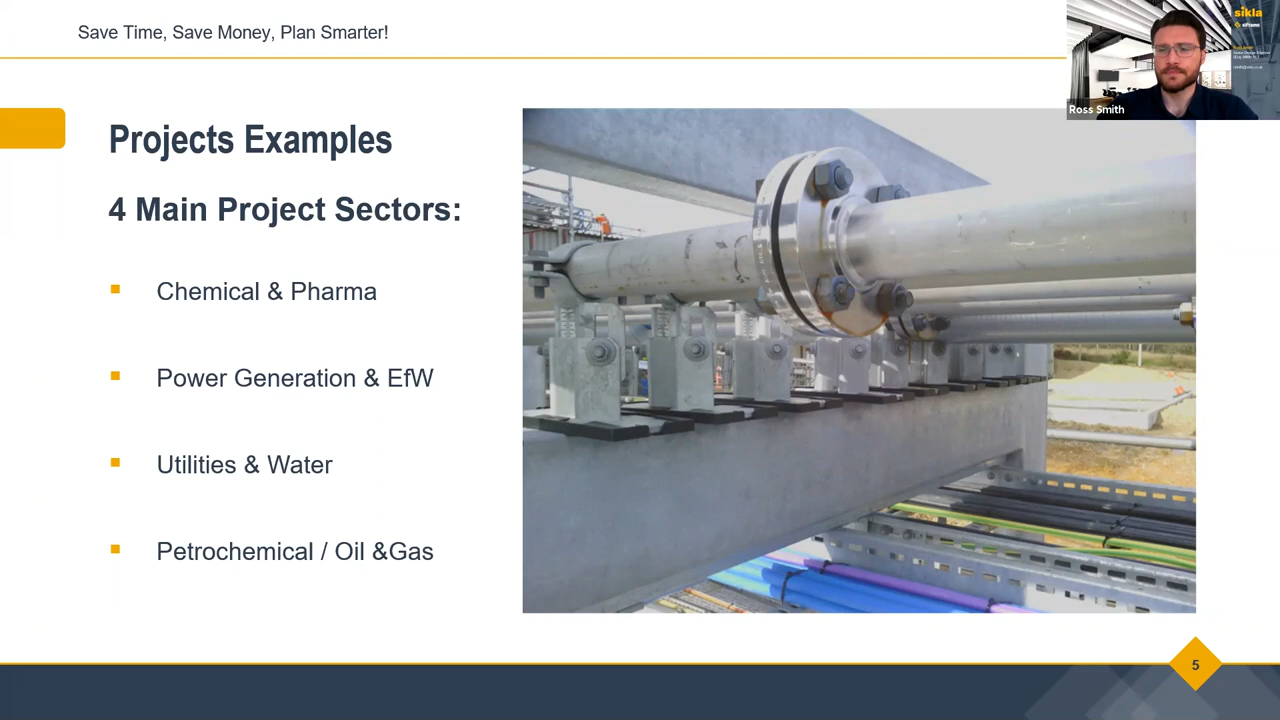 Save Time, Save Money, Plan Smarter!
sikla
siFramo
Ross Smith
Projects Examples
4 Main Project Sectors:
Chemical & Pharma
Power Generation & EfW
Utilities & Water
Petrochemical / Oil &Gas
5